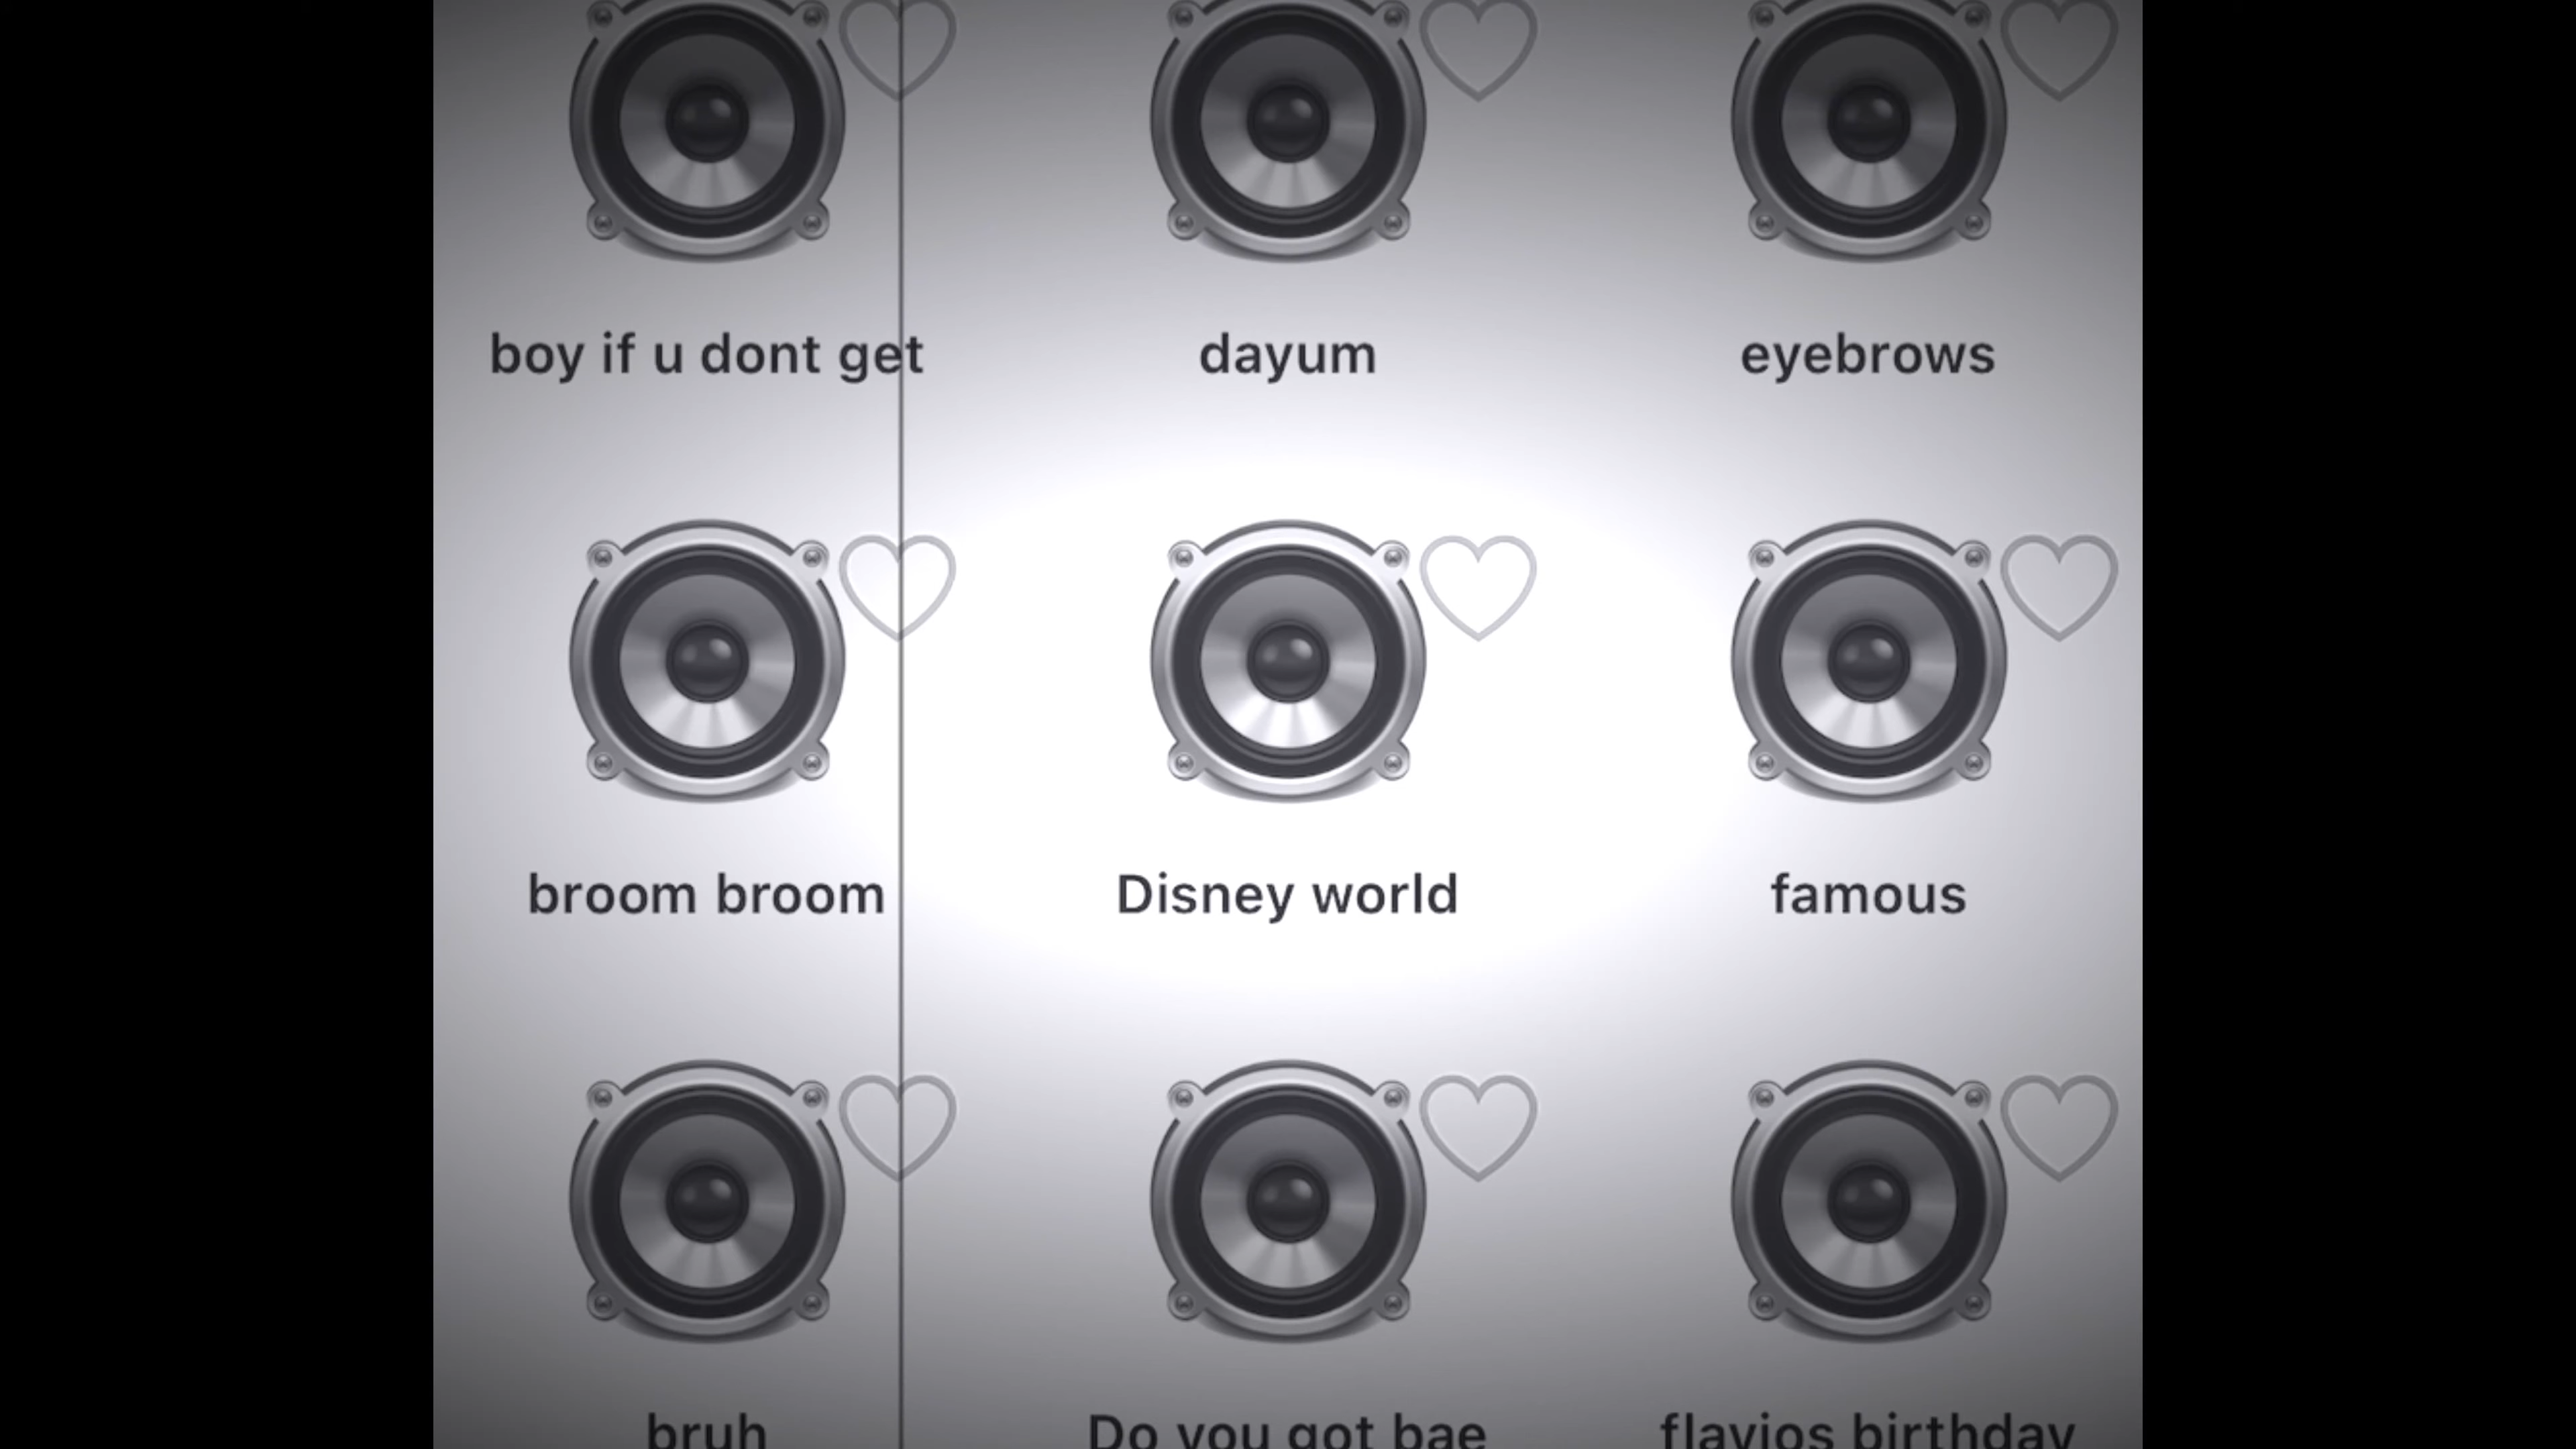 boy if u dont get
dayum
eyebrows
broom broom
Disney world
famous
bruh
Do you got bae
flavios birthday